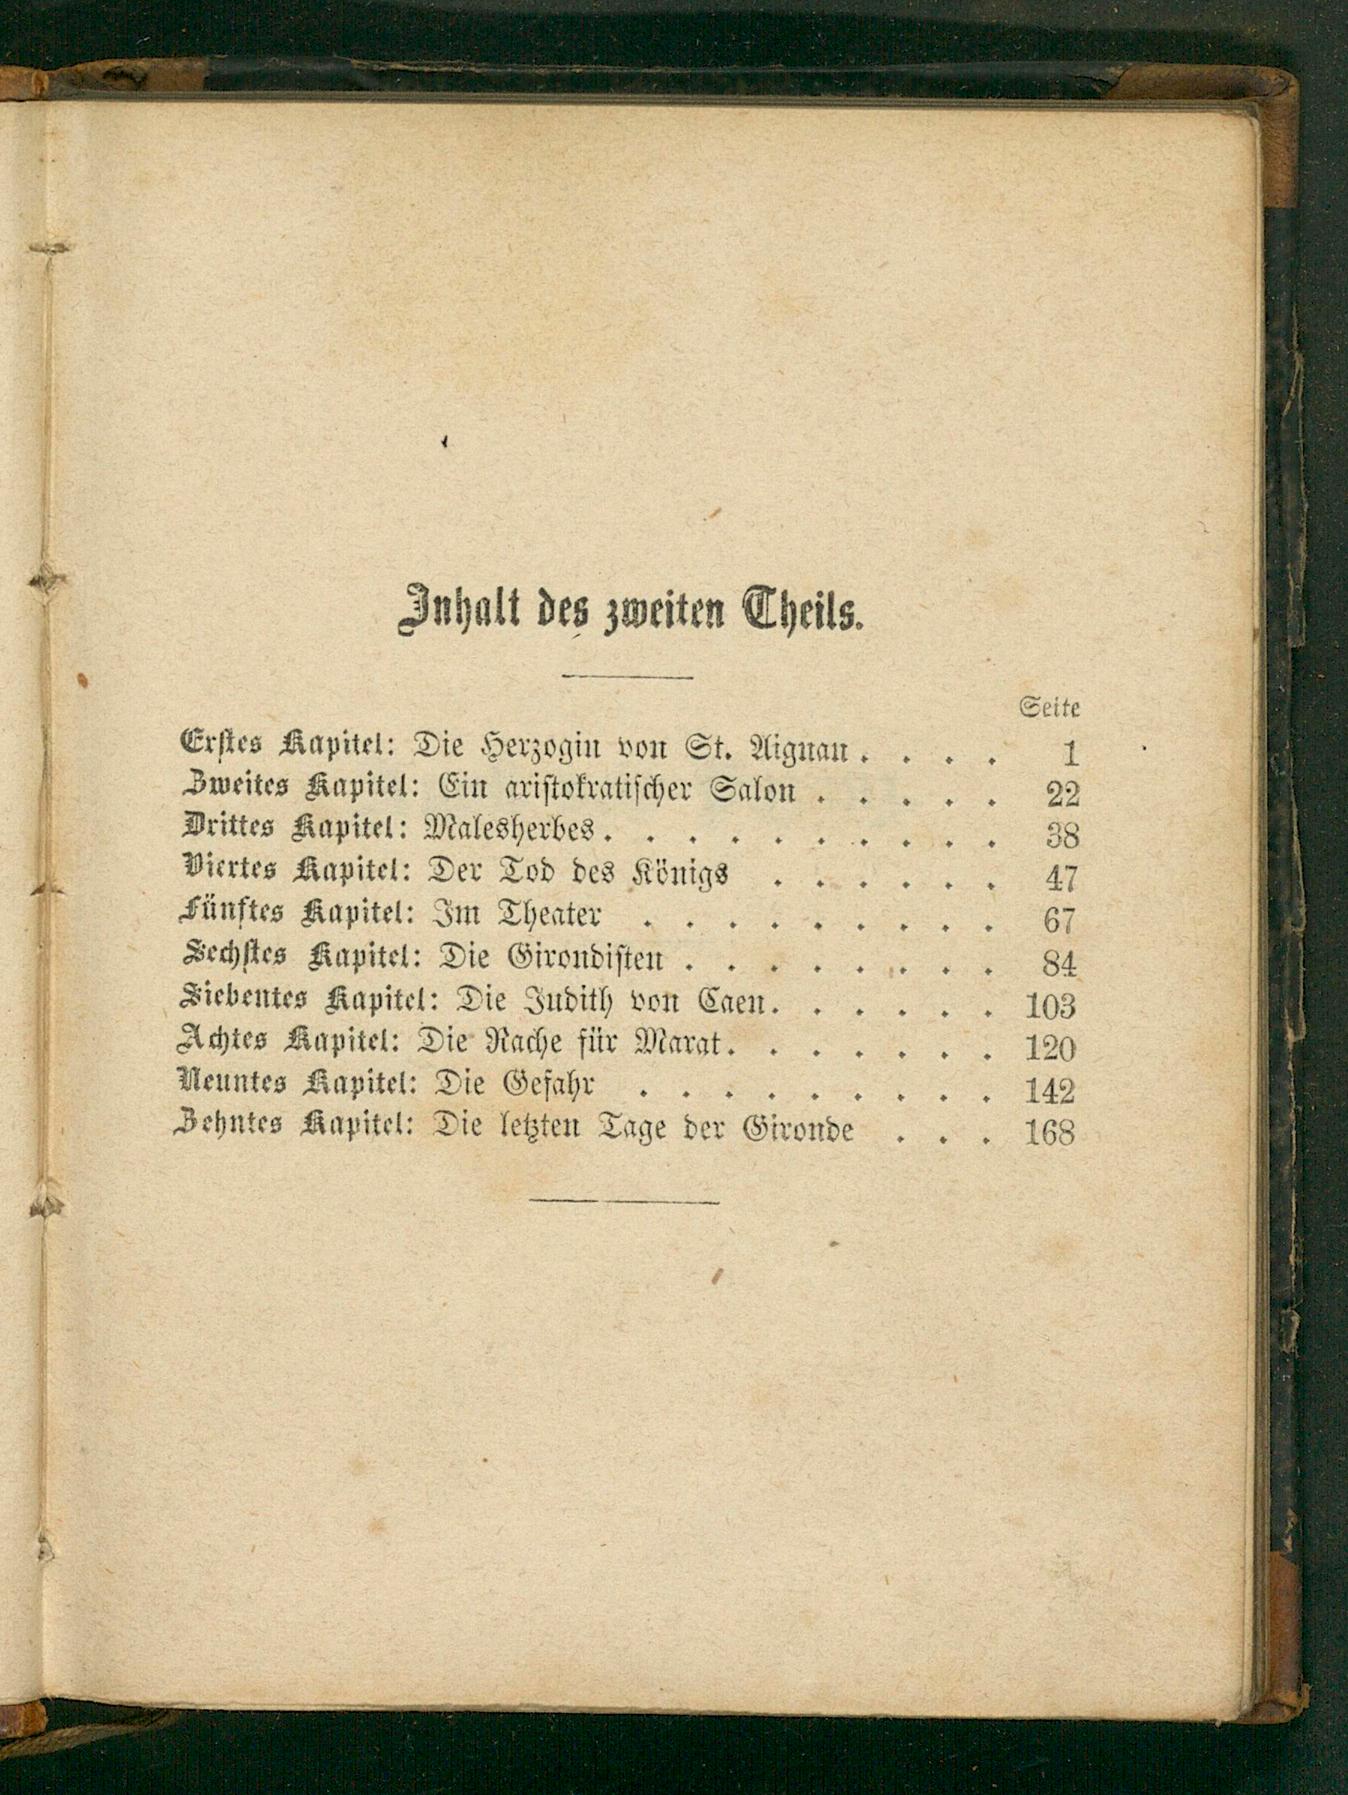 Inhalt des zweiten Theils.
Seite
Erstes Kapitel: Die Herzogin von St. Aignan . . . . 1
Zweites Kapitel: Ein aristokratischer Salon . . . . . 22
Drittes Kapitel: Malesherbes . . . . . . . . . . 38
Viertes Kapitel: Der Tod des Königs . . . . . . 47
Fünftes Kapitel: Im Theater . . . . . . . . . 67
Sechstes Kapitel: Die Girondisten . . . . . . . . 84
Siebentes Kapitel: Die Judith von Caen . . . . . . 103
Achtes Kapitel: Die Rache für Marat . . . . . . . 120
Neuntes Kapitel: Die Gefahr . . . . . . . . . 142
Zehntes Kapitel: Die letzten Tage der Gironde . . . 168